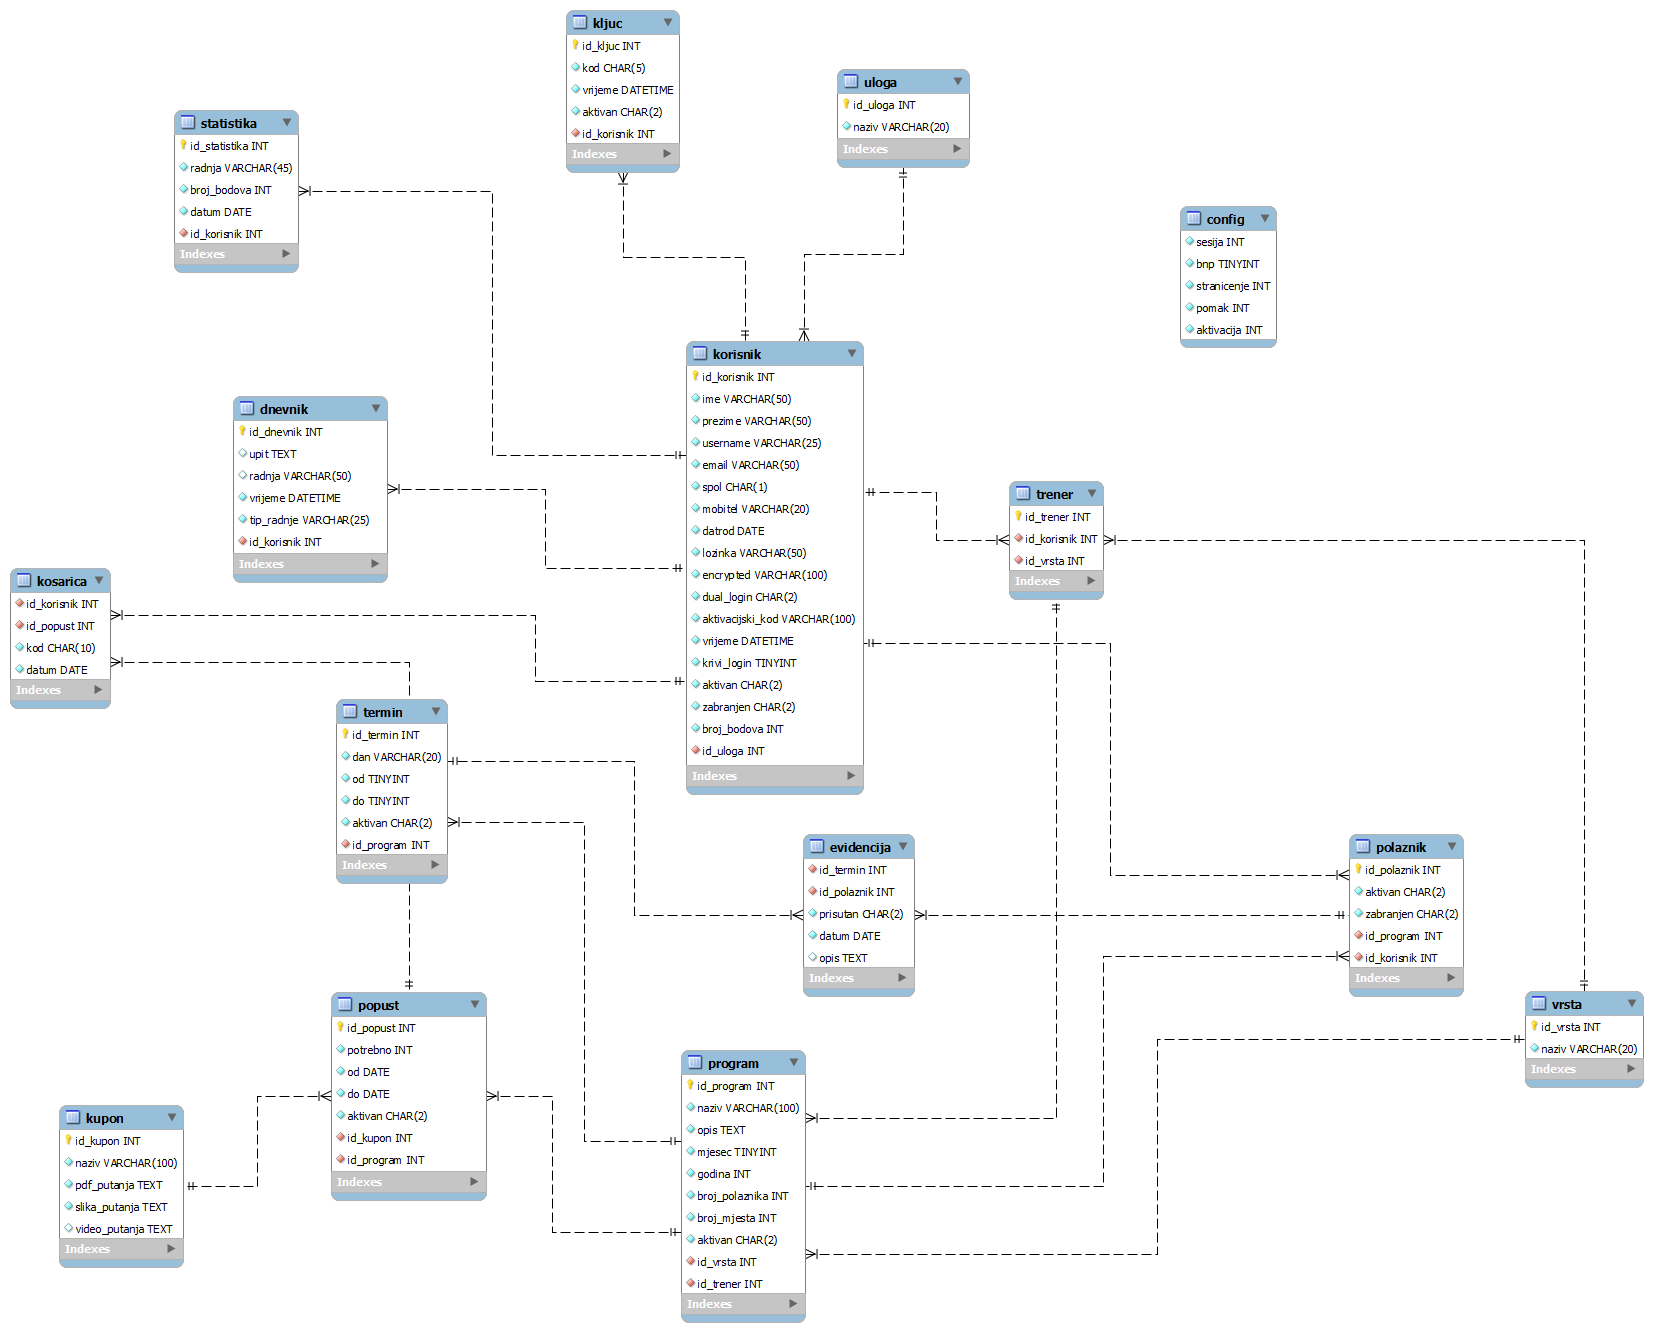 kljuc
id_kljuc INT
kod CHAR(5)
vrijeme DATETIME
aktivan CHAR(2)
id_korisnik INT
Indexes
uloga
id_uloga INT
naziv VARCHAR(20)
Indexes
statistika
id_statistika INT
radnja VARCHAR(45)
broj_bodova INT
datum DATE
id_korisnik INT
Indexes
config
sesija INT
bnp TINYINT
stranicenje INT
pomak INT
aktivacija INT
korisnik
id_korisnik INT
ime VARCHAR(50)
prezime VARCHAR(50)
username VARCHAR(25)
email VARCHAR(50)
spol CHAR(1)
mobitel VARCHAR(20)
datrod DATE
lozinka VARCHAR(50)
encrypted VARCHAR(100)
dual_login CHAR(2)
aktivacijski_kod VARCHAR(100)
vrijeme DATETIME
krivi_login TINYINT
aktivan CHAR(2)
zabranjen CHAR(2)
broj_bodova INT
id_uloga INT
Indexes
dnevnik
id_dnevnik INT
upit TEXT
radnja VARCHAR(50)
vrijeme DATETIME
tip_radnje VARCHAR(25)
id_korisnik INT
Indexes
trener
id_trener INT
id_korisnik INT
id_vrsta INT
Indexes
kosarica
id_korisnik INT
id_popust INT
kod CHAR(10)
datum DATE
Indexes
termin
id_termin INT
dan VARCHAR(20)
od TINYINT
do TINYINT
aktivan CHAR(2)
id_program INT
Indexes
evidencija
id_termin INT
id_polaznik INT
prisutan CHAR(2)
datum DATE
opis TEXT
Indexes
polaznik
id_polaznik INT
aktivan CHAR(2)
zabranjen CHAR(2)
id_program INT
id_korisnik INT
Indexes
popust
id_popust INT
potrebno INT
od DATE
do DATE
aktivan CHAR(2)
id_kupon INT
id_program INT
Indexes
vrsta
id_vrsta INT
naziv VARCHAR(20)
Indexes
program
id_program INT
naziv VARCHAR(100)
opis TEXT
mjesec TINYINT
godina INT
broj_polaznika INT
broj_mjesta INT
aktivan CHAR(2)
id_vrsta INT
id_trener INT
Indexes
kupon
id_kupon INT
naziv VARCHAR(100)
pdf_putanja TEXT
slika_putanja TEXT
video_putanja TEXT
Indexes